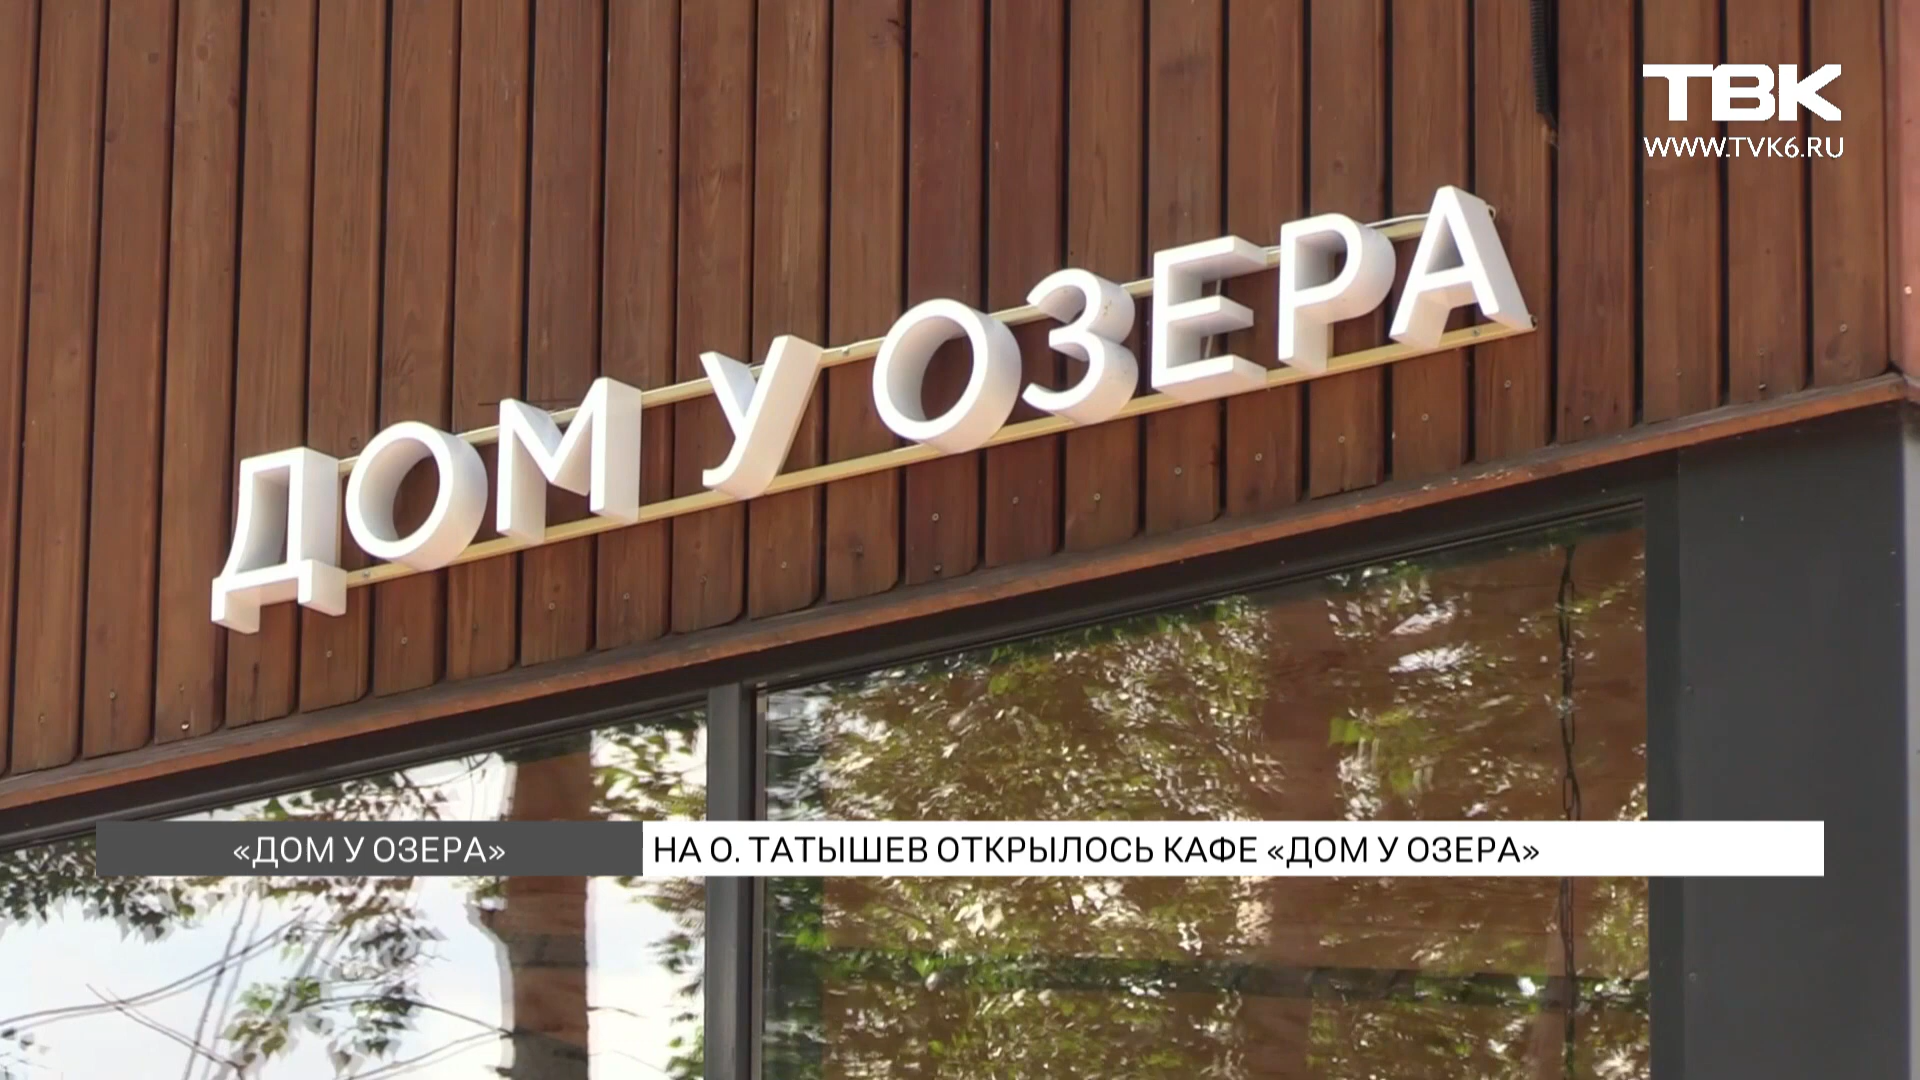 ТВК
WWW.TVK6.RU
ДОМ У ОЗЕРА
«ДОМ У ОЗЕРА»
НА О. ТАТЫШЕВ ОТКРЫЛОСЬ КАФЕ «ДОМ У ОЗЕРА»